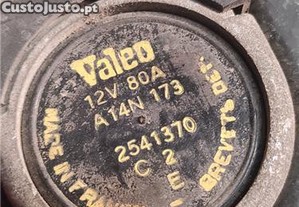 CustoJusto.pt
Valeo
12V 80A
A14N 173
2541370
C 2
E
MADE IN FRANCE
- BREVETS DEP.